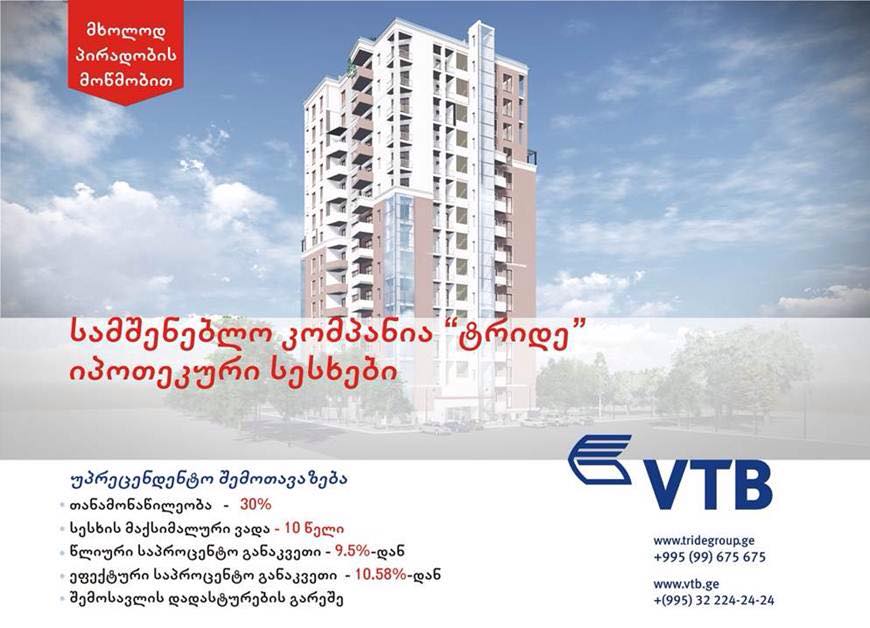 მხოლოდ
პირადობის
მოწმობით
სამშენებლო კომპანია “ტრიდე”
იპოთეკური სესხები
უპრეცენდენტო შემოთავაზება
• თანამონაწილეობა - 30%
• სესხის მაქსიმალური ვადა - 10 წელი
• წლიური საპროცენტო განაკვეთი - 9.5%-დან
• ეფექტური საპროცენტო განაკვეთი - 10.58%-დან
• შემოსავლის დადასტურების გარეშე
VTB
www.tridegroup.ge
+995 (99) 675 675
www.vtb.ge
+(995) 32 224-24-24